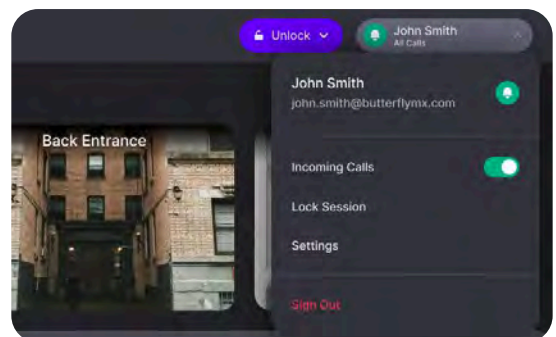 Unlock
John Smith
All Calls
John Smith
john.smith@butterflymx.com
Back Entrance
Incoming Calls
Lock Session
Settings
Sign Out